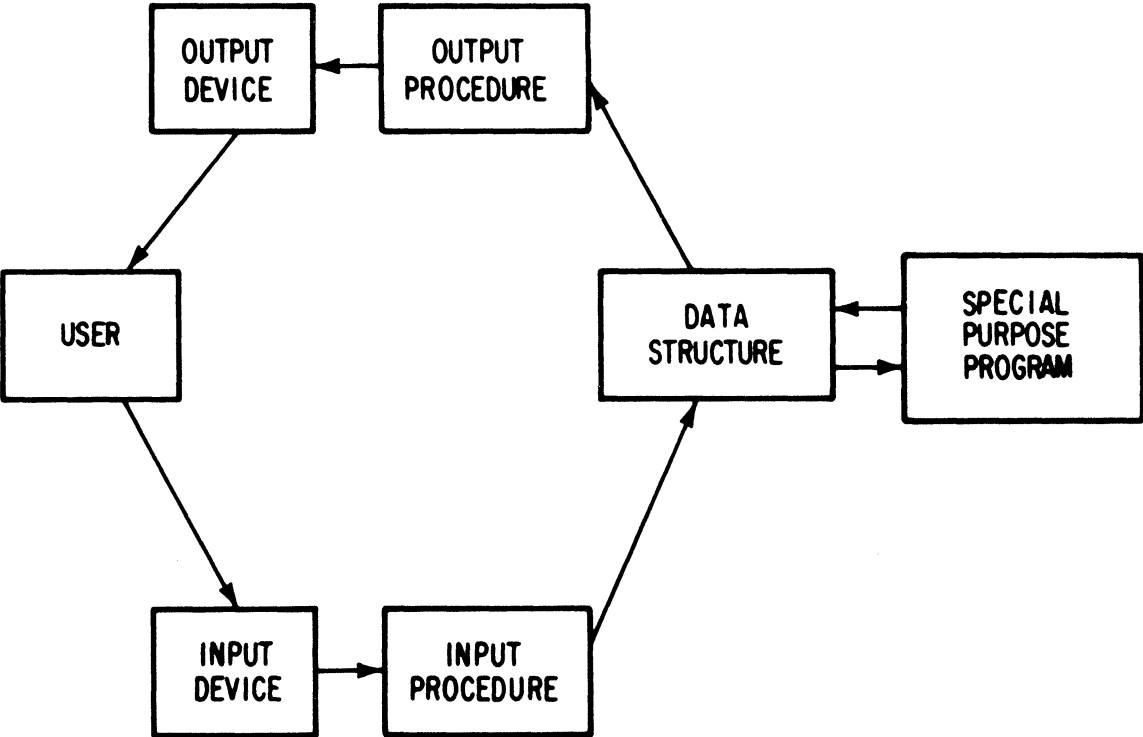 OUTPUT
DEVICE
OUTPUT
PROCEDURE
USER
DATA
STRUCTURE
SPECIAL
PURPOSE
PROGRAM
INPUT
DEVICE
INPUT
PROCEDURE